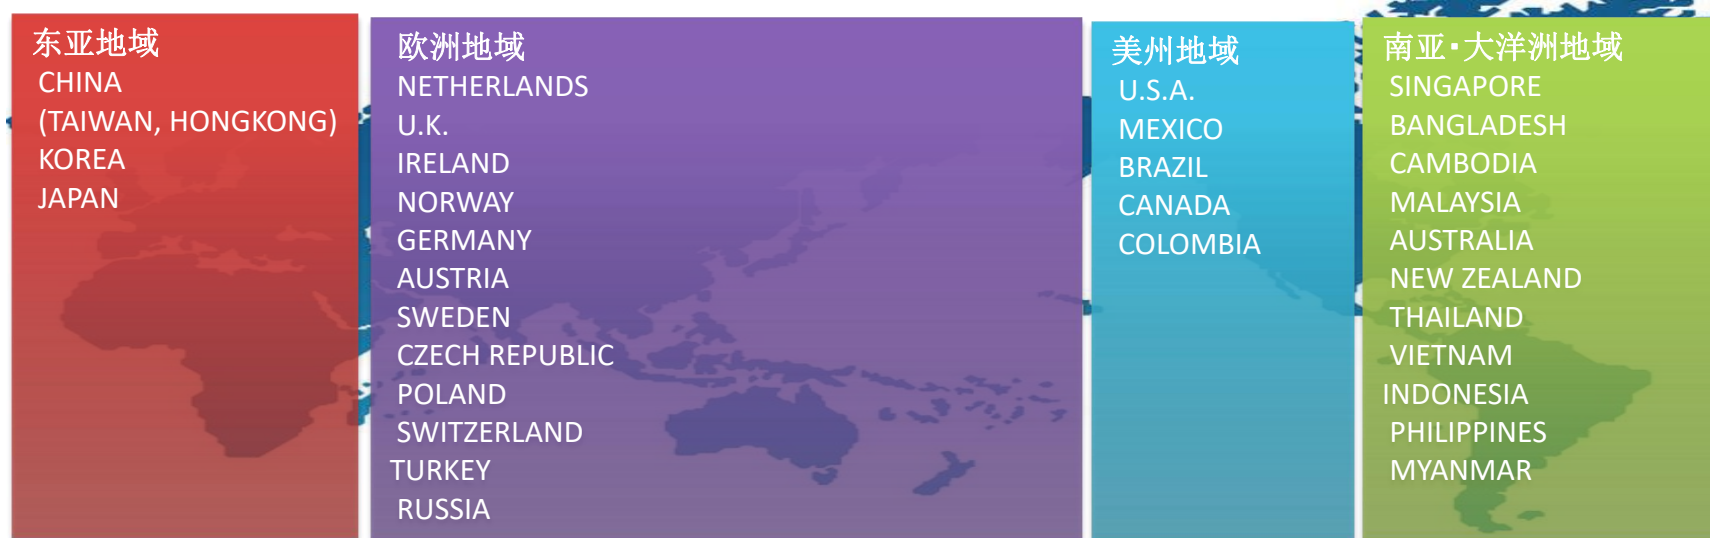 东亚地域
CHINA
(TAIWAN, HONGKONG)
KOREA
JAPAN
欧洲地域
NETHERLANDS
U.K.
IRELAND
NORWAY
GERMANY
AUSTRIA
SWEDEN
CZECH REPUBLIC
POLAND
SWITZERLAND
TURKEY
RUSSIA
美州地域
U.S.A.
MEXICO
BRAZIL
CANADA
COLOMBIA
南亚·大洋洲地域
SINGAPORE
BANGLADESH
CAMBODIA
MALAYSIA
AUSTRALIA
NEW ZEALAND
THAILAND
VIETNAM
INDONESIA
PHILIPPINES
MYANMAR